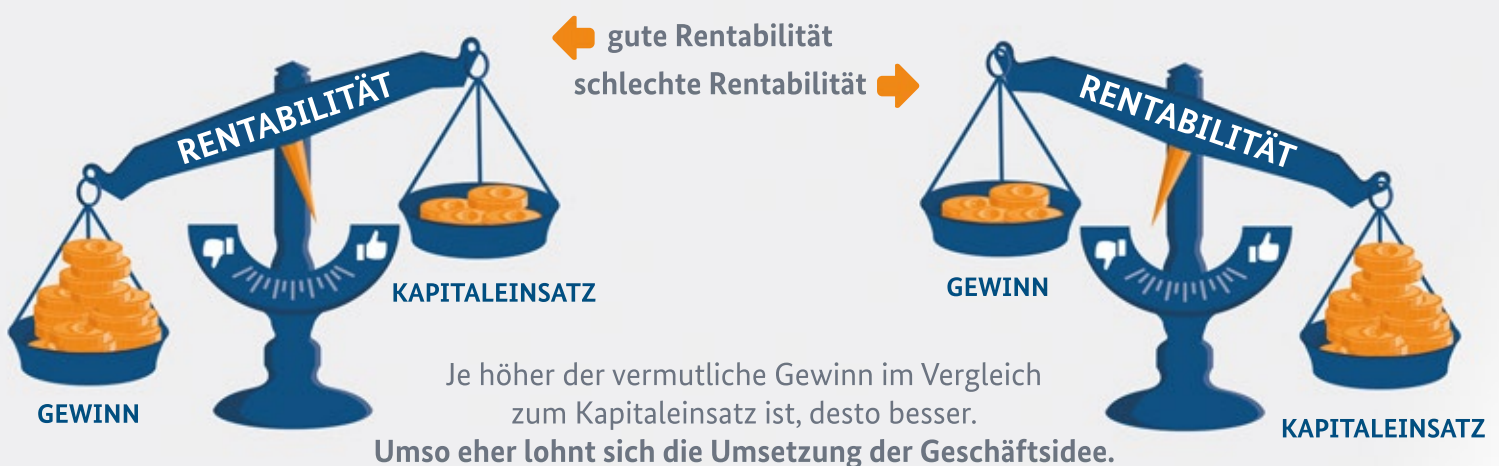 gute Rentabilität
schlechte Rentabilität
RENTABILITÄT
RENTABILITÄT
KAPITALEINSATZ
GEWINN
GEWINN
KAPITALEINSATZ
Je höher der vermutliche Gewinn im Vergleich
zum Kapitaleinsatz ist, desto besser.
Umso eher lohnt sich die Umsetzung der Geschäftsidee.